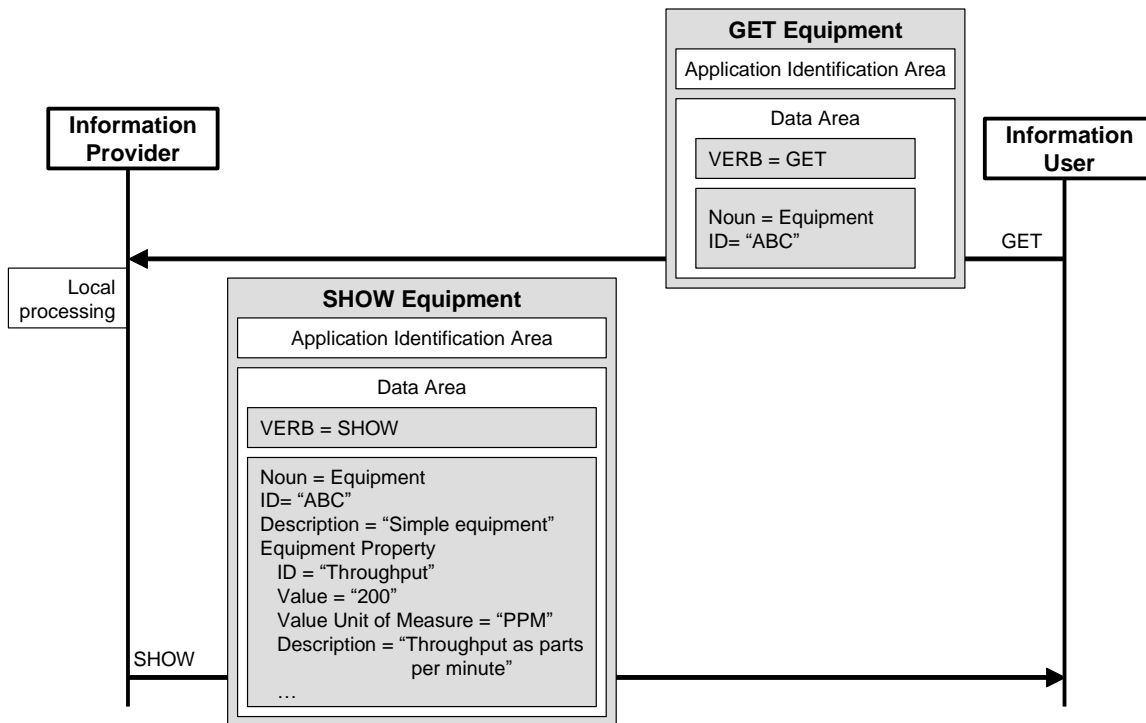 GET Equipment
Application Identification Area
Data Area
VERB = GET
Noun = Equipment
ID= “ABC”
Information
Provider
Information
User
GET
Local
processing
SHOW Equipment
Application Identification Area
Data Area
VERB = SHOW
Noun = Equipment
ID= “ABC”
Description = “Simple equipment”
Equipment Property
ID = “Throughput”
Value = “200”
Value Unit of Measure = “PPM”
Description = “Throughput as parts
per minute”
…
SHOW